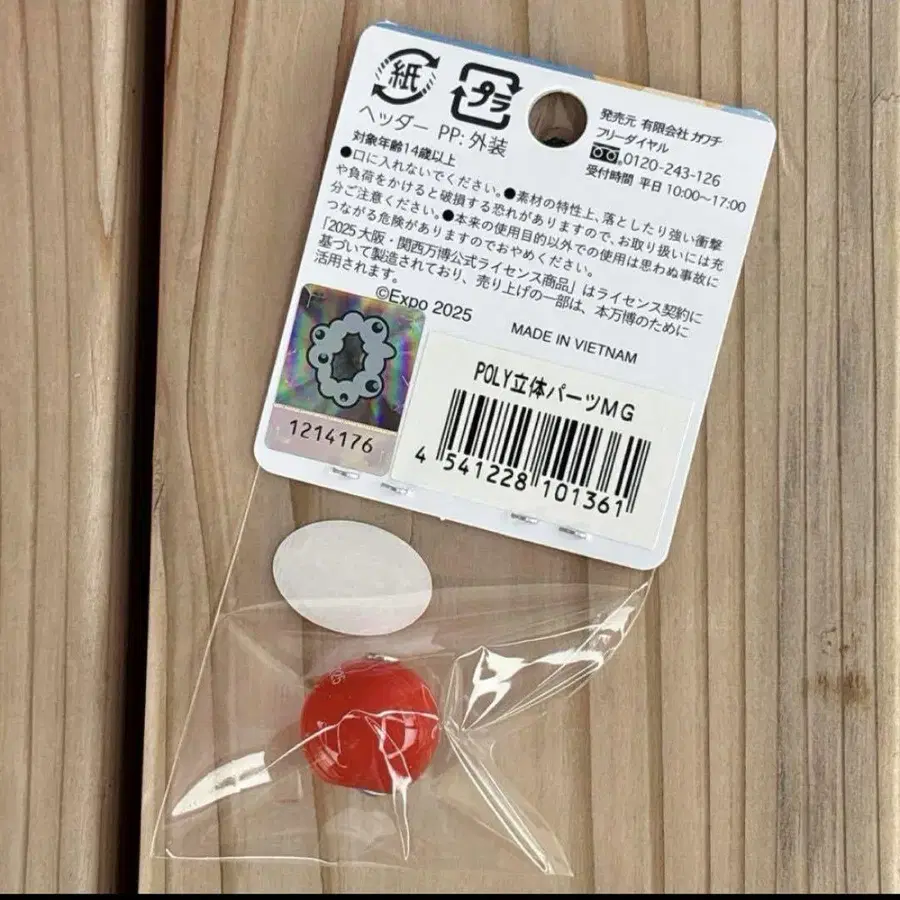 紙
プラ
ヘッダー PP: 外装
発売元 有限会社 カワチ
フリーダイヤル
0120-243-126
受付時間 平日 10:00~17:00
対象年齢14歳以上
●口に入れないでください。●素材の特性上、落としたり強い衝撃
や負荷をかけると破損する恐れがありますので、お取り扱いには充
分ご注意ください。●本来の使用目的以外での使用は思わぬ事故に
つながる危険がありますのでおやめください。
「2025 大阪・関西万博公式ライセンス商品」はライセンス契約に
基づいて製造されており、売り上げの一部は、本万博のために
活用されます。
©Expo 2025
MADE IN VIETNAM
1214176
POLY立体パーツMG
4 541228 101361